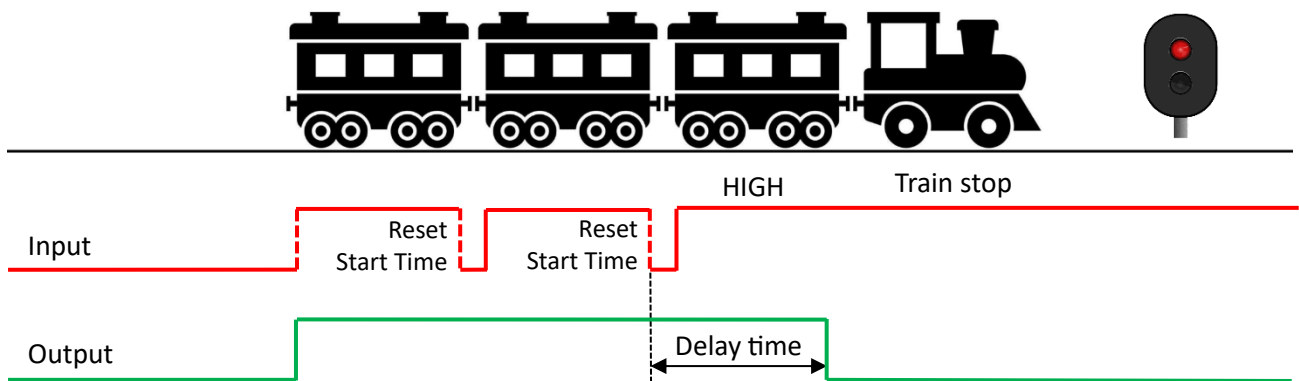 HIGH
Train stop
Input
Reset
Start Time
Reset
Start Time
Output
Delay time